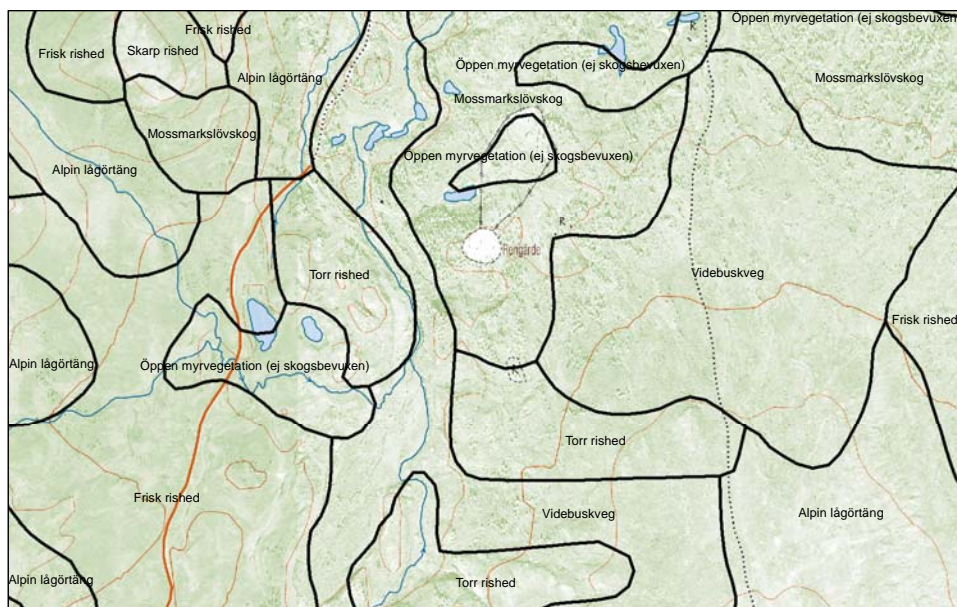 Öppen myrvegetation (ej skogsbevuxen)
Frisk rished
Skarp rished
Frisk rished
R
Öppen myrvegetation (ej skogsbevuxen)
Alpin lågörtäng
Mossmarkslövskog
Mossmarkslövskog
Mossmarkslövskog
Öppen myrvegetation (ej skogsbevuxen)
Alpin lågörtäng
R
Rengärde
Torr rished
Videbuskveg
Frisk rished
Alpin lågörtäng
Öppen myrvegetation (ej skogsbevuxen)
Torr rished
Frisk rished
Videbuskveg
Alpin lågörtäng
Alpin lågörtäng
Torr rished